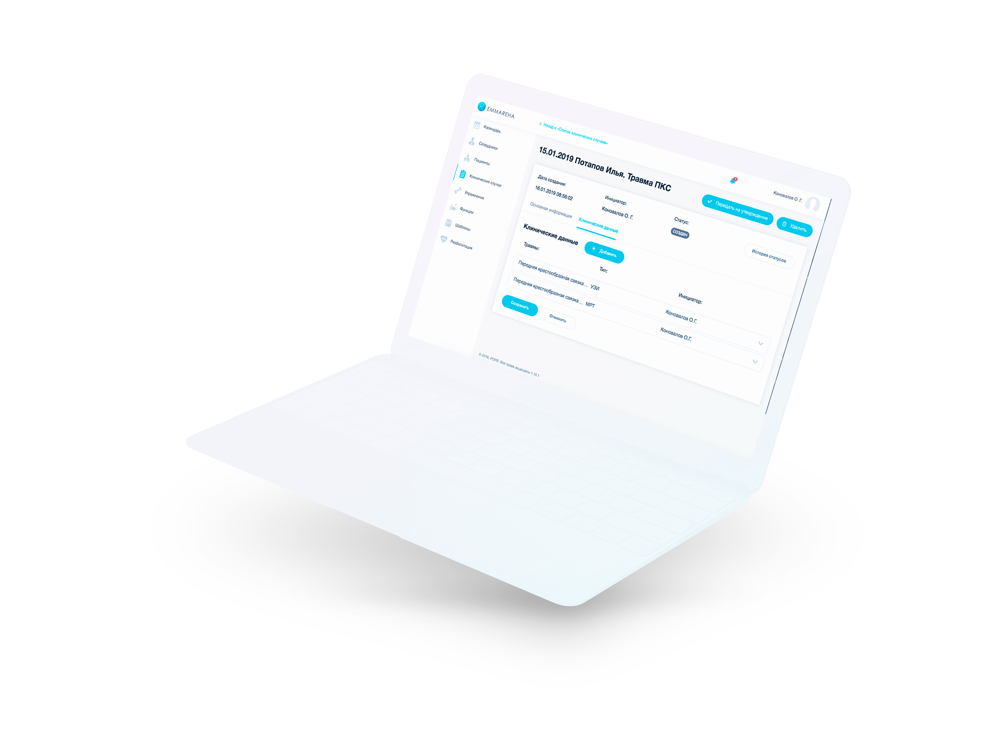 EMMAREHA
Календарь
Сотрудники
Пациенты
Клинические случаи
Упражнения
Функции
Шаблоны
Реабилитация
Назад к «Список клинических случаев»
Коновалов О. Г.
15.01.2019 Потапов Илья. Травма ПКС
Передать на утверждение
Удалить
Дата создания:
16.01.2019 08:56:02
Инициатор:
Коновалов О. Г.
Статус:
создан
История статусов
Основная информация
Клинические данные
Клинические данные
Добавить
Травмы:
Тип:
Инициатор:
Передняя крестообразная связка ... УЗИ Коновалов О.Г.
Передняя крестообразная связка ... МРТ Коновалов О.Г.
Сохранить
Отменить
© 2018, iFORS Все права защищены 1.10.1